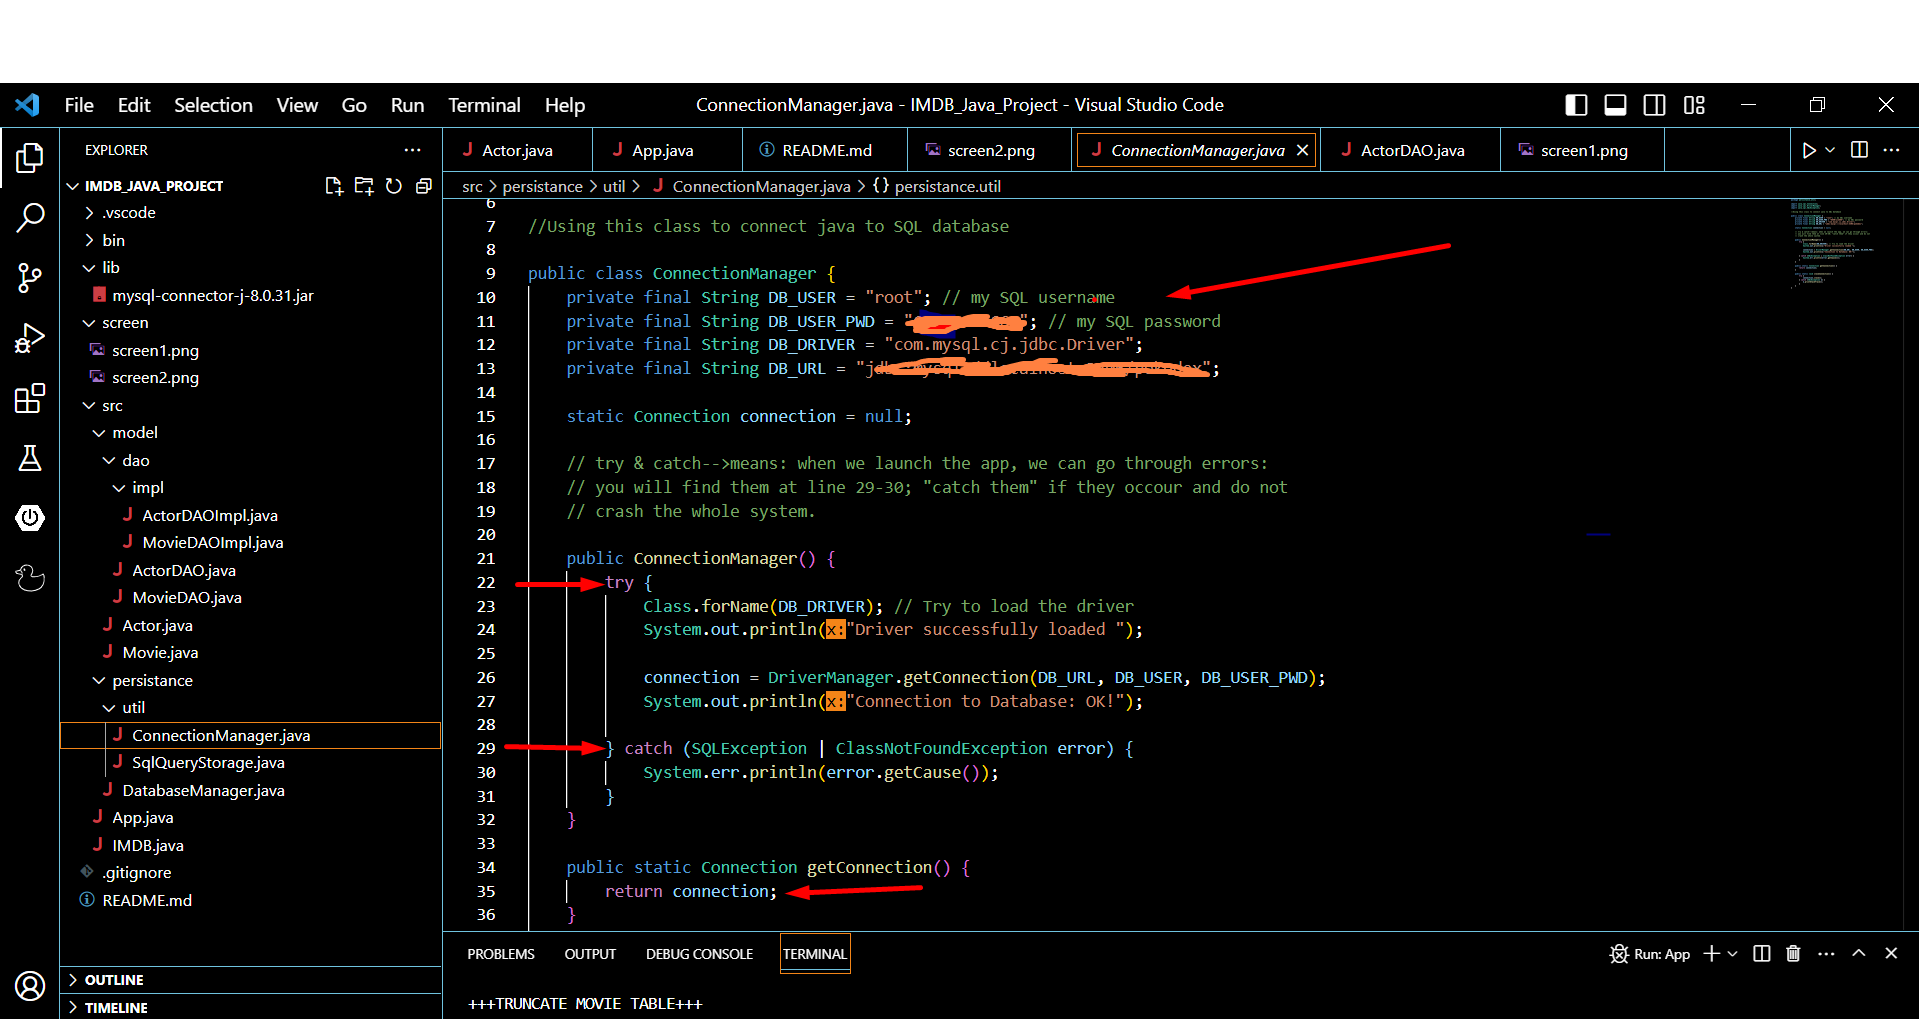 File Edit Selection View Go Run Terminal Help
ConnectionManager.java - IMDB_Java_Project - Visual Studio Code
EXPLORER
IMDB_JAVA_PROJECT
.vscode
bin
lib
mysql-connector-j-8.0.31.jar
screen
screen1.png
screen2.png
src
model
dao
impl
ActorDAOImpl.java
MovieDAOImpl.java
ActorDAO.java
MovieDAO.java
Actor.java
Movie.java
persistance
util
ConnectionManager.java
SqlQueryStorage.java
DatabaseManager.java
App.java
IMDB.java
.gitignore
README.md
OUTLINE
TIMELINE
Actor.java App.java README.md screen2.png ConnectionManager.java ActorDAO.java screen1.png
src > persistance > util > ConnectionManager.java > {} persistance.util
6
7 //Using this class to connect java to SQL database
8
9 public class ConnectionManager {
10 private final String DB_USER = "root"; // my SQL username
11 private final String DB_USER_PWD = " "; // my SQL password
12 private final String DB_DRIVER = "com.mysql.cj.jdbc.Driver";
13 private final String DB_URL = " ";
14
15 static Connection connection = null;
16
17 // try & catch-->means: when we launch the app, we can go through errors:
18 // you will find them at line 29-30; "catch them" if they occour and do not
19 // crash the whole system.
20
21 public ConnectionManager() {
22 try {
23 Class.forName(DB_DRIVER); // Try to load the driver
24 System.out.println(x:"Driver successfully loaded ");
25
26 connection = DriverManager.getConnection(DB_URL, DB_USER, DB_USER_PWD);
27 System.out.println(x:"Connection to Database: OK!");
28
29 } catch (SQLException | ClassNotFoundException error) {
30 System.err.println(error.getCause());
31 }
32 }
33
34 public static Connection getConnection() {
35 return connection;
36 }
PROBLEMS OUTPUT DEBUG CONSOLE TERMINAL Run: App
+++TRUNCATE MOVIE TABLE+++